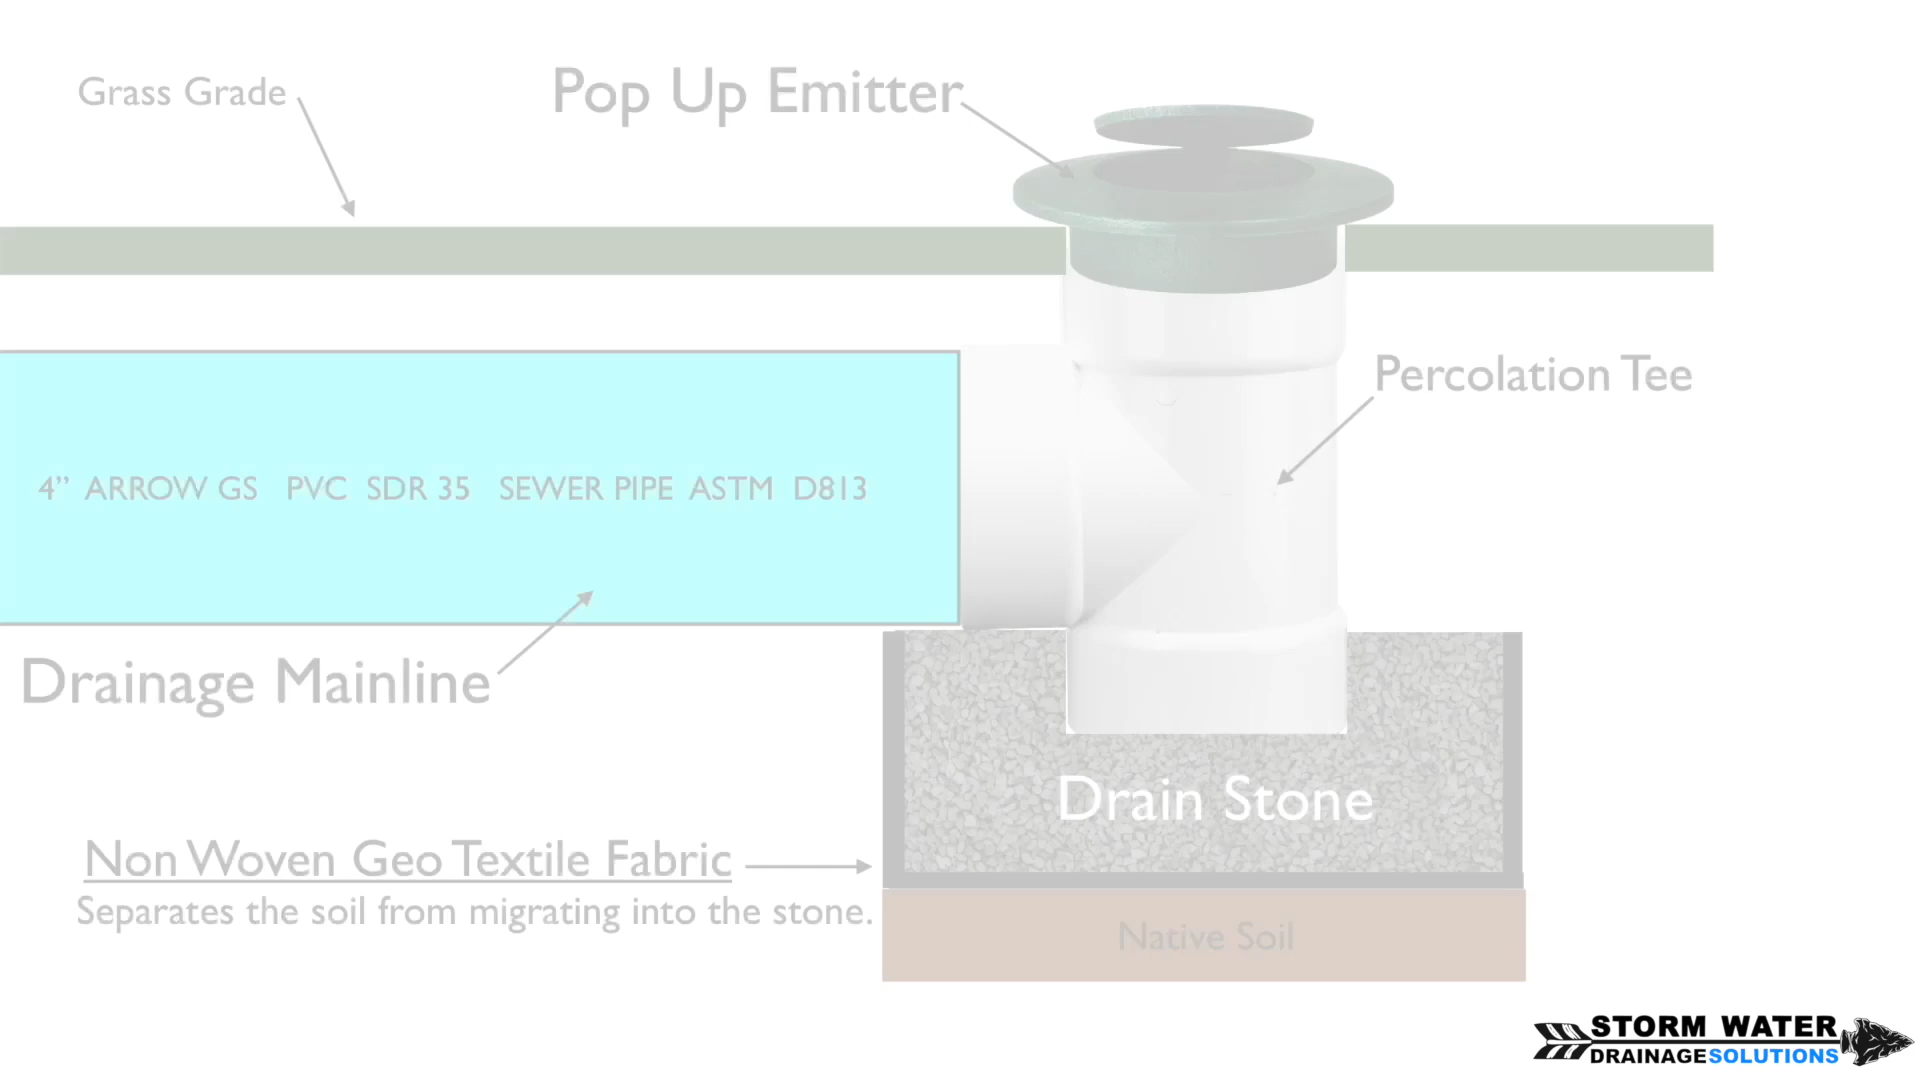 Grass Grade
Pop Up Emitter
Percolation Tee
4” ARROW GS PVC SDR 35 SEWER PIPE ASTM D813
Drainage Mainline
Drain Stone
Non Woven Geo Textile Fabric
Separates the soil from migrating into the stone.
Native Soil
STORM WATER
DRAINAGESOLUTIONS